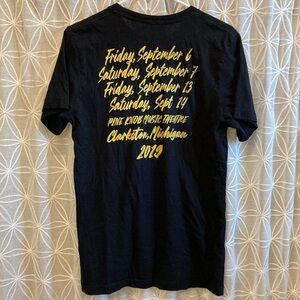 Friday, September 6
Saturday, September 7
Friday, September 13
Saturday, Sept 14
PINE KNOB MUSIC THEATRE
Clarkston, Michigan
2019